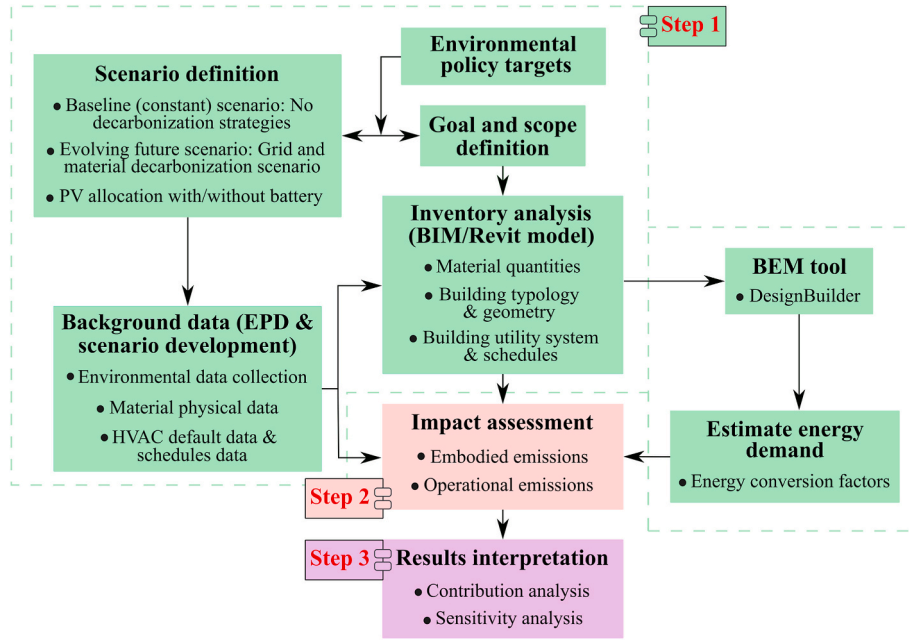 Step 1
Environmental
policy targets
Scenario definition
● Baseline (constant) scenario: No
decarbonization strategies
● Evolving future scenario: Grid and
material decarbonization scenario
● PV allocation with/without battery
Goal and scope
definition
Inventory analysis
(BIM/Revit model)
● Material quantities
● Building typology
& geometry
● Building utility system
& schedules
BEM tool
● DesignBuilder
Background data (EPD &
scenario development)
● Environmental data collection
● Material physical data
● HVAC default data &
schedules data
Impact assessment
● Embodied emissions
● Operational emissions
Estimate energy
demand
● Energy conversion factors
Step 2
Step 3
Results interpretation
● Contribution analysis
● Sensitivity analysis